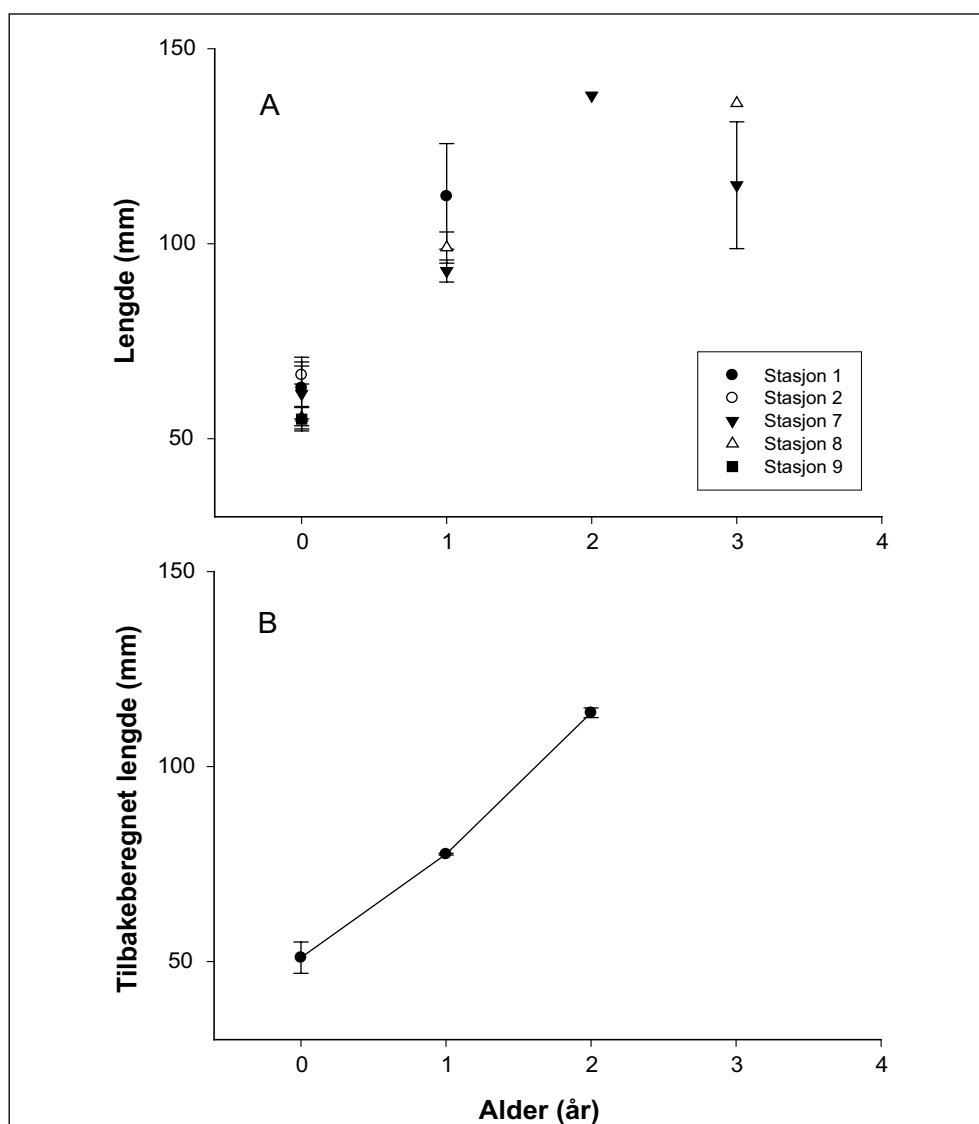 A
150
100
50
Lengde (mm)
Stasjon 1
Stasjon 2
Stasjon 7
Stasjon 8
Stasjon 9
0 1 2 3 4
B
150
100
50
Tilbakeberegnet lengde (mm)
0 1 2 3 4
Alder (år)